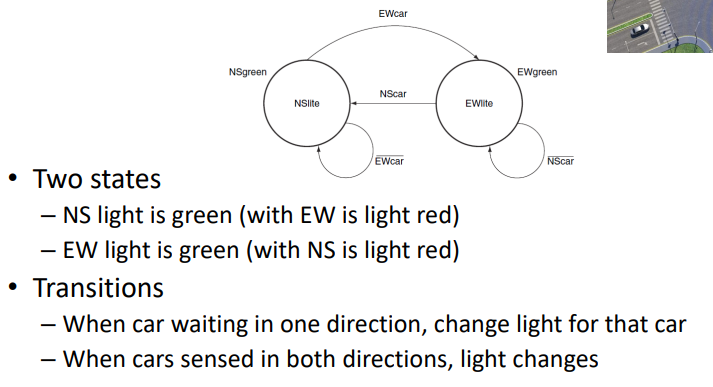 EWcar
NSgreen
EWgreen
NScar
NSlite
EWlite
EWcar
NScar
• Two states
– NS light is green (with EW is light red)
– EW light is green (with NS is light red)
• Transitions
– When car waiting in one direction, change light for that car
– When cars sensed in both directions, light changes